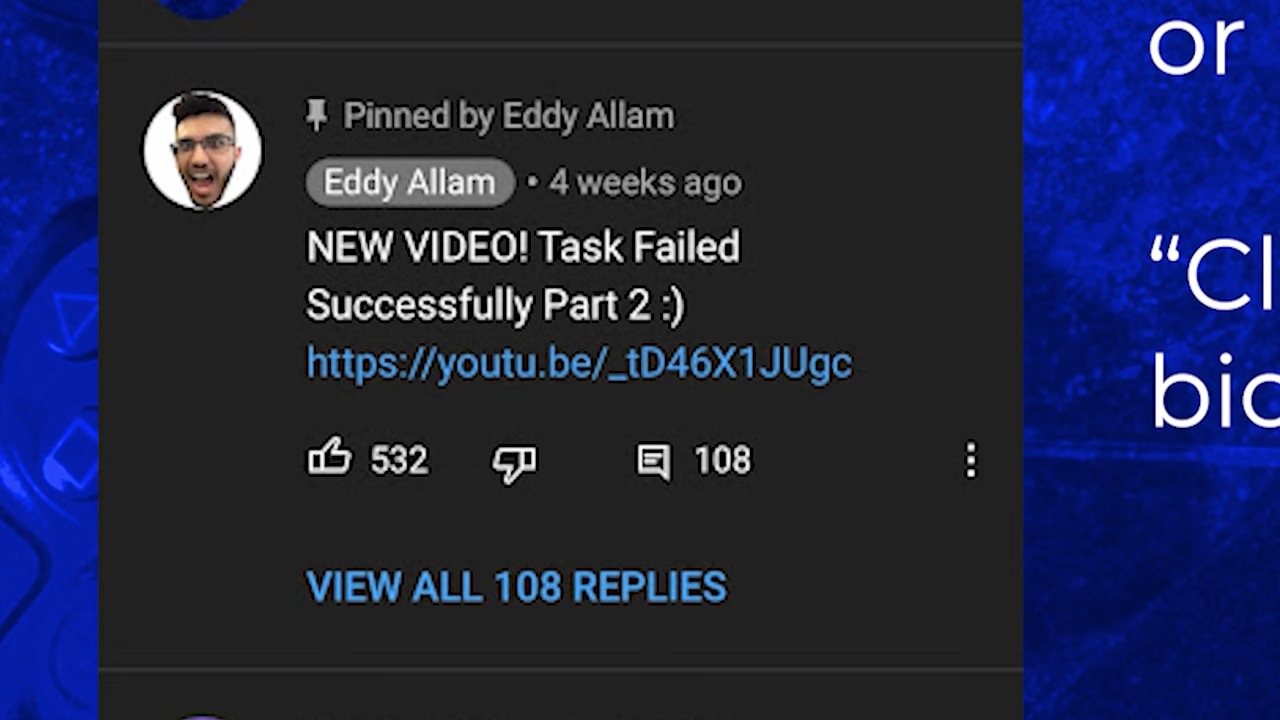 Pinned by Eddy Allam
Eddy Allam • 4 weeks ago
NEW VIDEO! Task Failed
Successfully Part 2 :)
https://youtu.be/_tD46X1JUgc
532
108
VIEW ALL 108 REPLIES
or